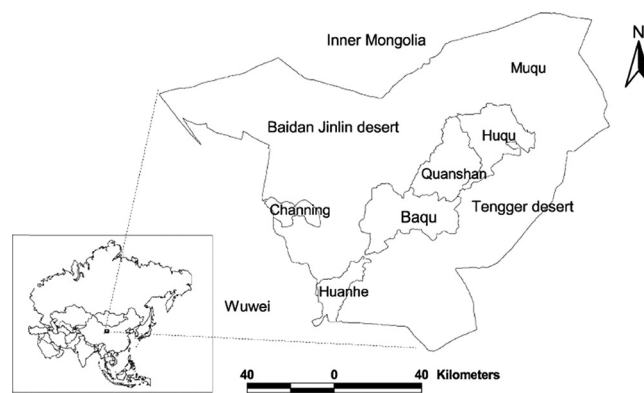 Inner Mongolia
N
Muqu
Baidan Jinlin desert
Huqu
Quanshan
Channing
Baqu
Tengger desert
Huanhe
Wuwei
40 0 40 Kilometers